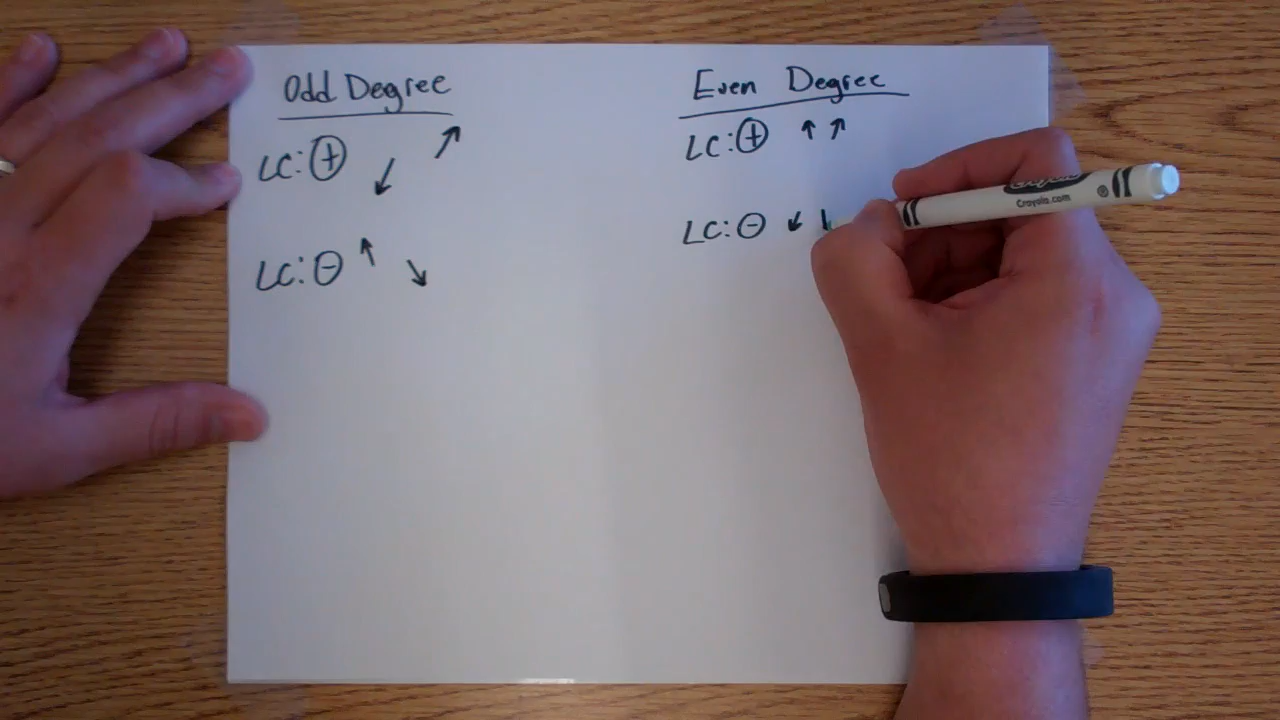 Odd Degree
LC: ⊕ ↙ ↗
LC: ⊖ ↑ ↘
Even Degree
LC: ⊕ ↑ ↗
LC: ⊖ ↙
Crayola
Crayola.com